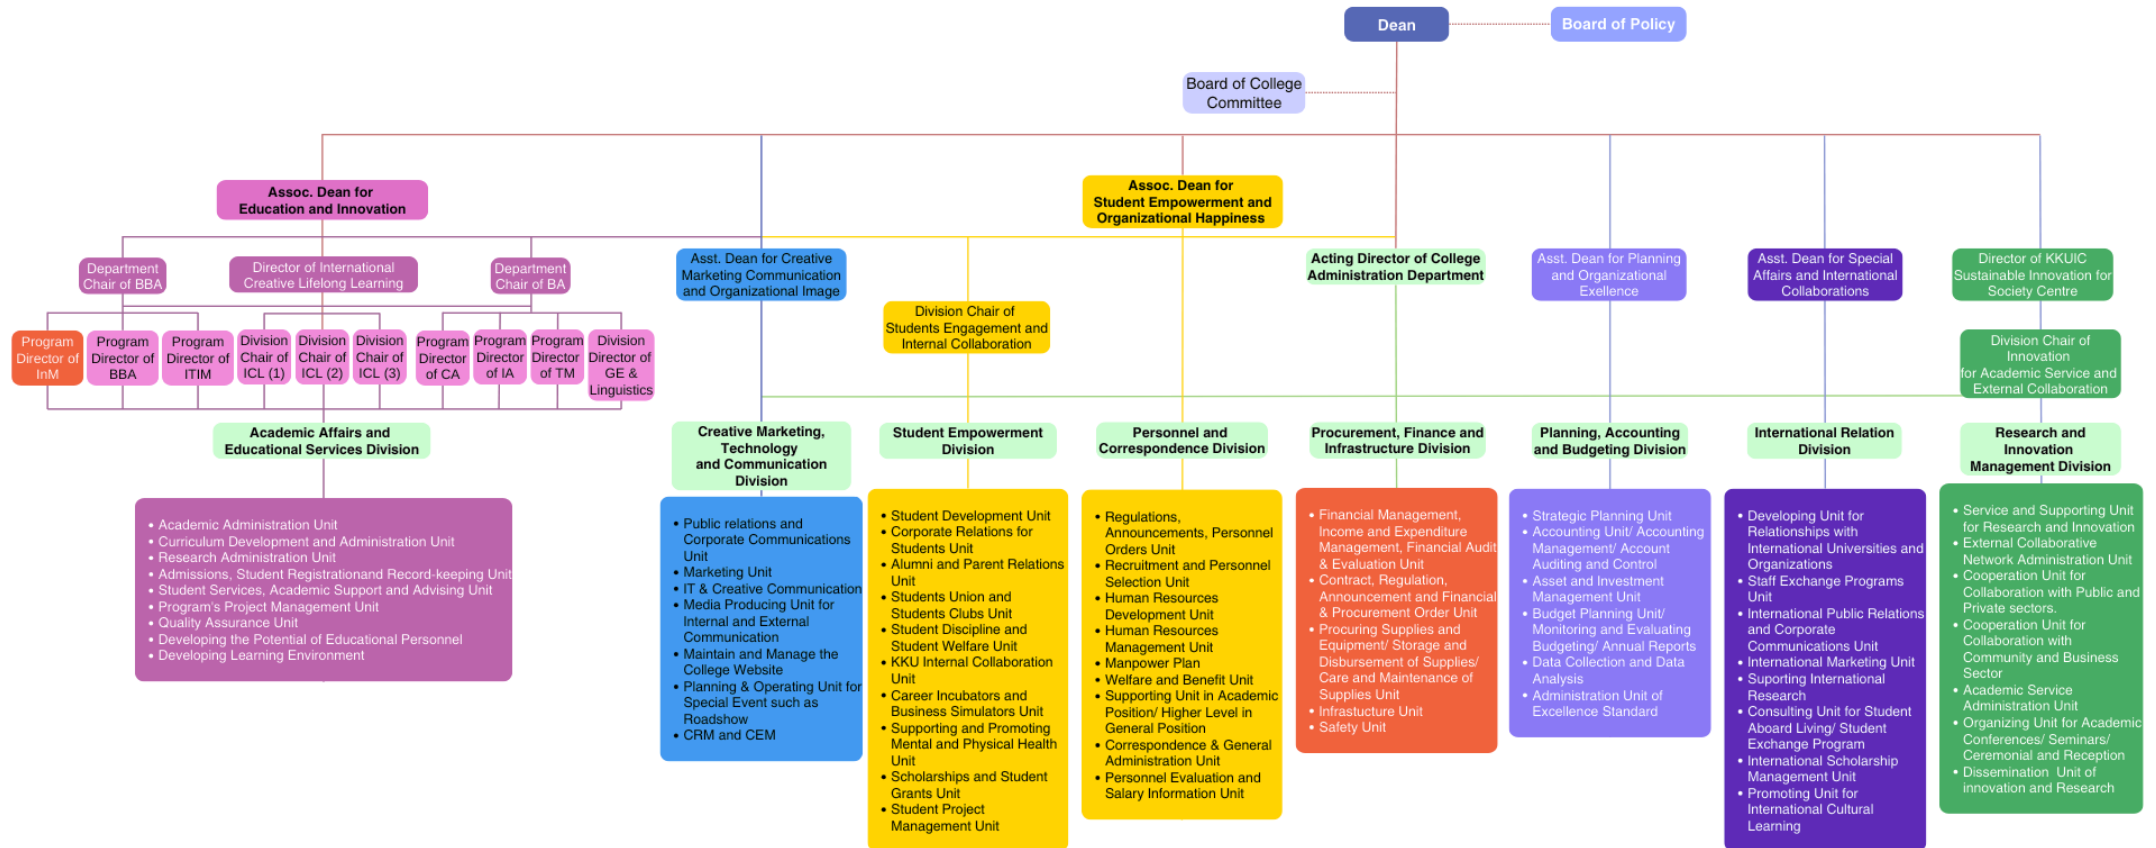 Dean
Board of Policy
Board of College
Committee
Assoc. Dean for
Education and Innovation
Assoc. Dean for
Student Empowerment and
Organizational Happiness
Department
Chair of BBA
Director of International
Creative Lifelong Learning
Department
Chair of BA
Asst. Dean for Creative
Marketing Communication
and Organizational Image
Acting Director of College
Administration Department
Asst. Dean for Planning
and Organizational
Exellence
Asst. Dean for Special
Affairs and International
Collaborations
Director of KKUIC
Sustainable Innovation for
Society Centre
Division Chair of
Students Engagement and
Internal Collaboration
Division Chair of
Innovation
for Academic Service and
External Collaboration
Program
Director of
InM
Program
Director of
BBA
Program
Director of
ITIM
Division
Chair of
ICL (1)
Division
Chair of
ICL (2)
Division
Chair of
ICL (3)
Program
Director
of CA
Program
Director
of IA
Program
Director
of TM
Division
Director of
GE &
Linguistics
Academic Affairs and
Educational Services Division
Creative Marketing,
Technology
and Communication
Division
Student Empowerment
Division
Personnel and
Correspondence Division
Procurement, Finance and
Infrastructure Division
Planning, Accounting
and Budgeting Division
International Relation
Division
Research and
Innovation
Management Division
• Academic Administration Unit
• Curriculum Development and Administration Unit
• Research Administration Unit
• Admissions, Student Registrationand Record-keeping Unit
• Student Services, Academic Support and Advising Unit
• Program's Project Management Unit
• Quality Assurance Unit
• Developing the Potential of Educational Personnel
• Developing Learning Environment
• Public relations and
Corporate Communications
Unit
• Marketing Unit
• IT & Creative Communication
• Media Producing Unit for
Internal and External
Communication
• Maintain and Manage the
College Website
• Planning & Operating Unit for
Special Event such as
Roadshow
• CRM and CEM
• Student Development Unit
• Corporate Relations for
Students Unit
• Alumni and Parent Relations
Unit
• Students Union and
Students Clubs Unit
• Student Discipline and
Student Welfare Unit
• KKU Internal Collaboration
Unit
• Career Incubators and
Business Simulators Unit
• Supporting and Promoting
Mental and Physical Health
Unit
• Scholarships and Student
Grants Unit
• Student Project
Management Unit
• Regulations,
Announcements, Personnel
Orders Unit
• Recruitment and Personnel
Selection Unit
• Human Resources
Development Unit
• Human Resources
Management Unit
• Manpower Plan
• Welfare and Benefit Unit
• Supporting Unit in Academic
Position/ Higher Level in
General Position
• Correspondence & General
Administration Unit
• Personnel Evaluation and
Salary Information Unit
• Financial Management,
Income and Expenditure
Management, Financial Audit
& Evaluation Unit
• Contract, Regulation,
Announcement and Financial
& Procurement Order Unit
• Procuring Supplies and
Equipment/ Storage and
Disbursement of Supplies/
Care and Maintenance of
Supplies Unit
• Infrastucture Unit
• Safety Unit
• Strategic Planning Unit
• Accounting Unit/ Accounting
Management/ Account
Auditing and Control
• Asset and Investment
Management Unit
• Budget Planning Unit/
Monitoring and Evaluating
Budgeting/ Annual Reports
• Data Collection and Data
Analysis
• Administration Unit of
Excellence Standard
• Developing Unit for
Relationships with
International Universities and
Organizations
• Staff Exchange Programs
Unit
• International Public Relations
and Corporate
Communications Unit
• International Marketing Unit
• Suporting International
Research
• Consulting Unit for Student
Aboard Living/ Student
Exchange Program
• International Scholarship
Management Unit
• Promoting Unit for
International Cultural
Learning
• Service and Supporting Unit
for Research and Innovation
• External Collaborative
Network Administration Unit
• Cooperation Unit for
Collaboration with Public and
Private sectors.
• Cooperation Unit for
Collaboration with
Community and Business
Sector
• Academic Service
Administration Unit
• Organizing Unit for Academic
Conferences/ Seminars/
Ceremonial and Reception
• Dissemination Unit of
innovation and Research